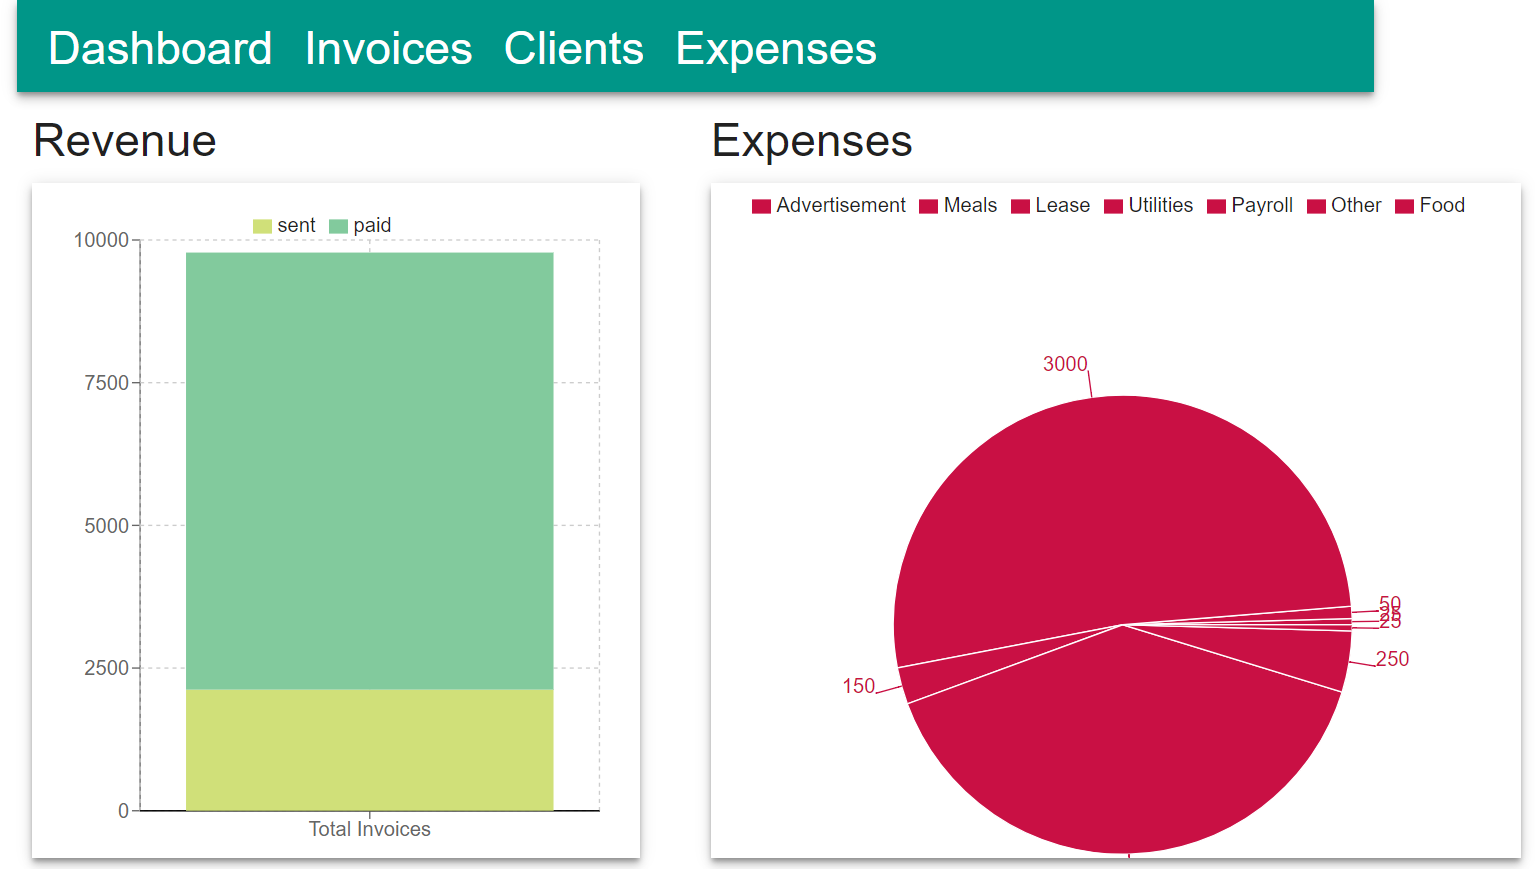 Dashboard Invoices Clients Expenses
Revenue
Expenses
sent paid
10000
7500
5000
2500
0
Total Invoices
Advertisement Meals Lease Utilities Payroll Other Food
3000
50
25
25
250
150